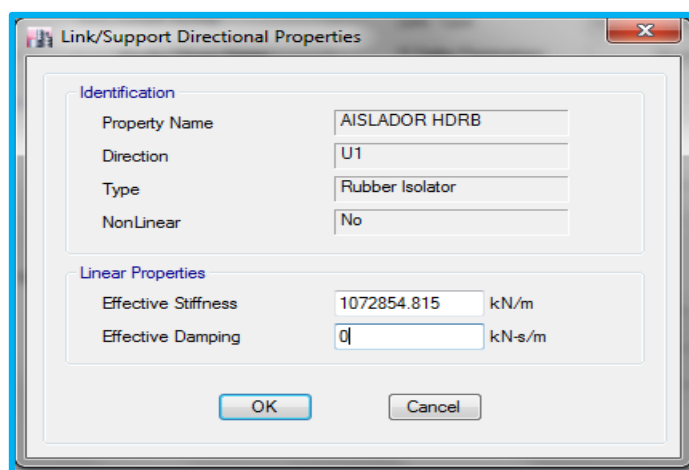 Link/Support Directional Properties
Identification
Property Name AISLADOR HDRB
Direction U1
Type Rubber Isolator
NonLinear No
Linear Properties
Effective Stiffness 1072854.815 kN/m
Effective Damping 0 kN-s/m
OK Cancel